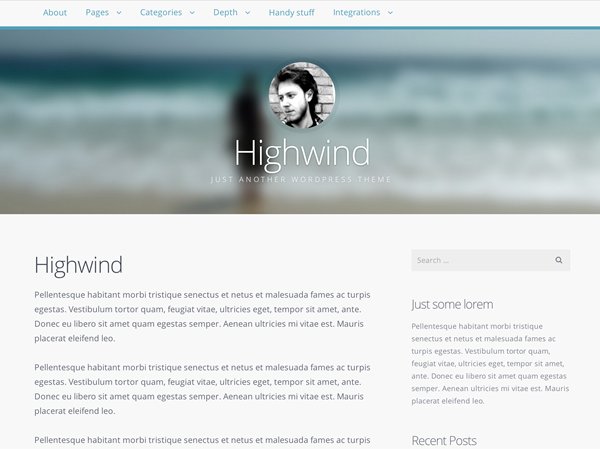 About Pages Categories Depth Handy stuff Integrations
Highwind
JUST ANOTHER WORDPRESS THEME
Highwind
Pellentesque habitant morbi tristique senectus et netus et malesuada fames ac turpis
egestas. Vestibulum tortor quam, feugiat vitae, ultricies eget, tempor sit amet, ante.
Donec eu libero sit amet quam egestas semper. Aenean ultricies mi vitae est. Mauris
placerat eleifend leo.
Pellentesque habitant morbi tristique senectus et netus et malesuada fames ac turpis
egestas. Vestibulum tortor quam, feugiat vitae, ultricies eget, tempor sit amet, ante.
Donec eu libero sit amet quam egestas semper. Aenean ultricies mi vitae est. Mauris
placerat eleifend leo.
Pellentesque habitant morbi tristique senectus et netus et malesuada fames ac turpis
Search ...
Just some lorem
Pellentesque habitant morbi tristique
senectus et netus et malesuada fames ac
turpis egestas. Vestibulum tortor quam,
feugiat vitae, ultricies eget, tempor sit amet,
ante. Donec eu libero sit amet quam egestas
semper. Aenean ultricies mi vitae est. Mauris
placerat eleifend leo.
Recent Posts